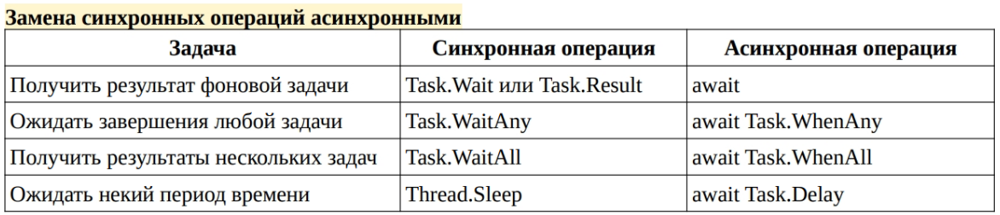 Замена синхронных операций асинхронными
Задача Синхронная операция Асинхронная операция
Получить результат фоновой задачи Task.Wait или Task.Result await
Ожидать завершения любой задачи Task.WaitAny await Task.WhenAny
Получить результаты нескольких задач Task.WaitAll await Task.WhenAll
Ожидать некий период времени Thread.Sleep await Task.Delay